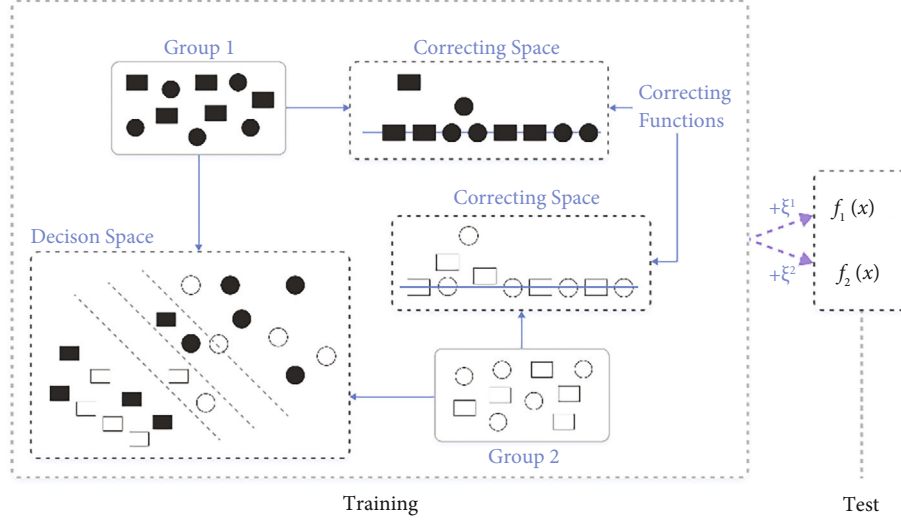 Group 1
Correcting Space
Correcting
Functions
Correcting Space
Decison Space
+ξ¹
f₁(x)
+ξ²
f₂(x)
Group 2
Training
Test